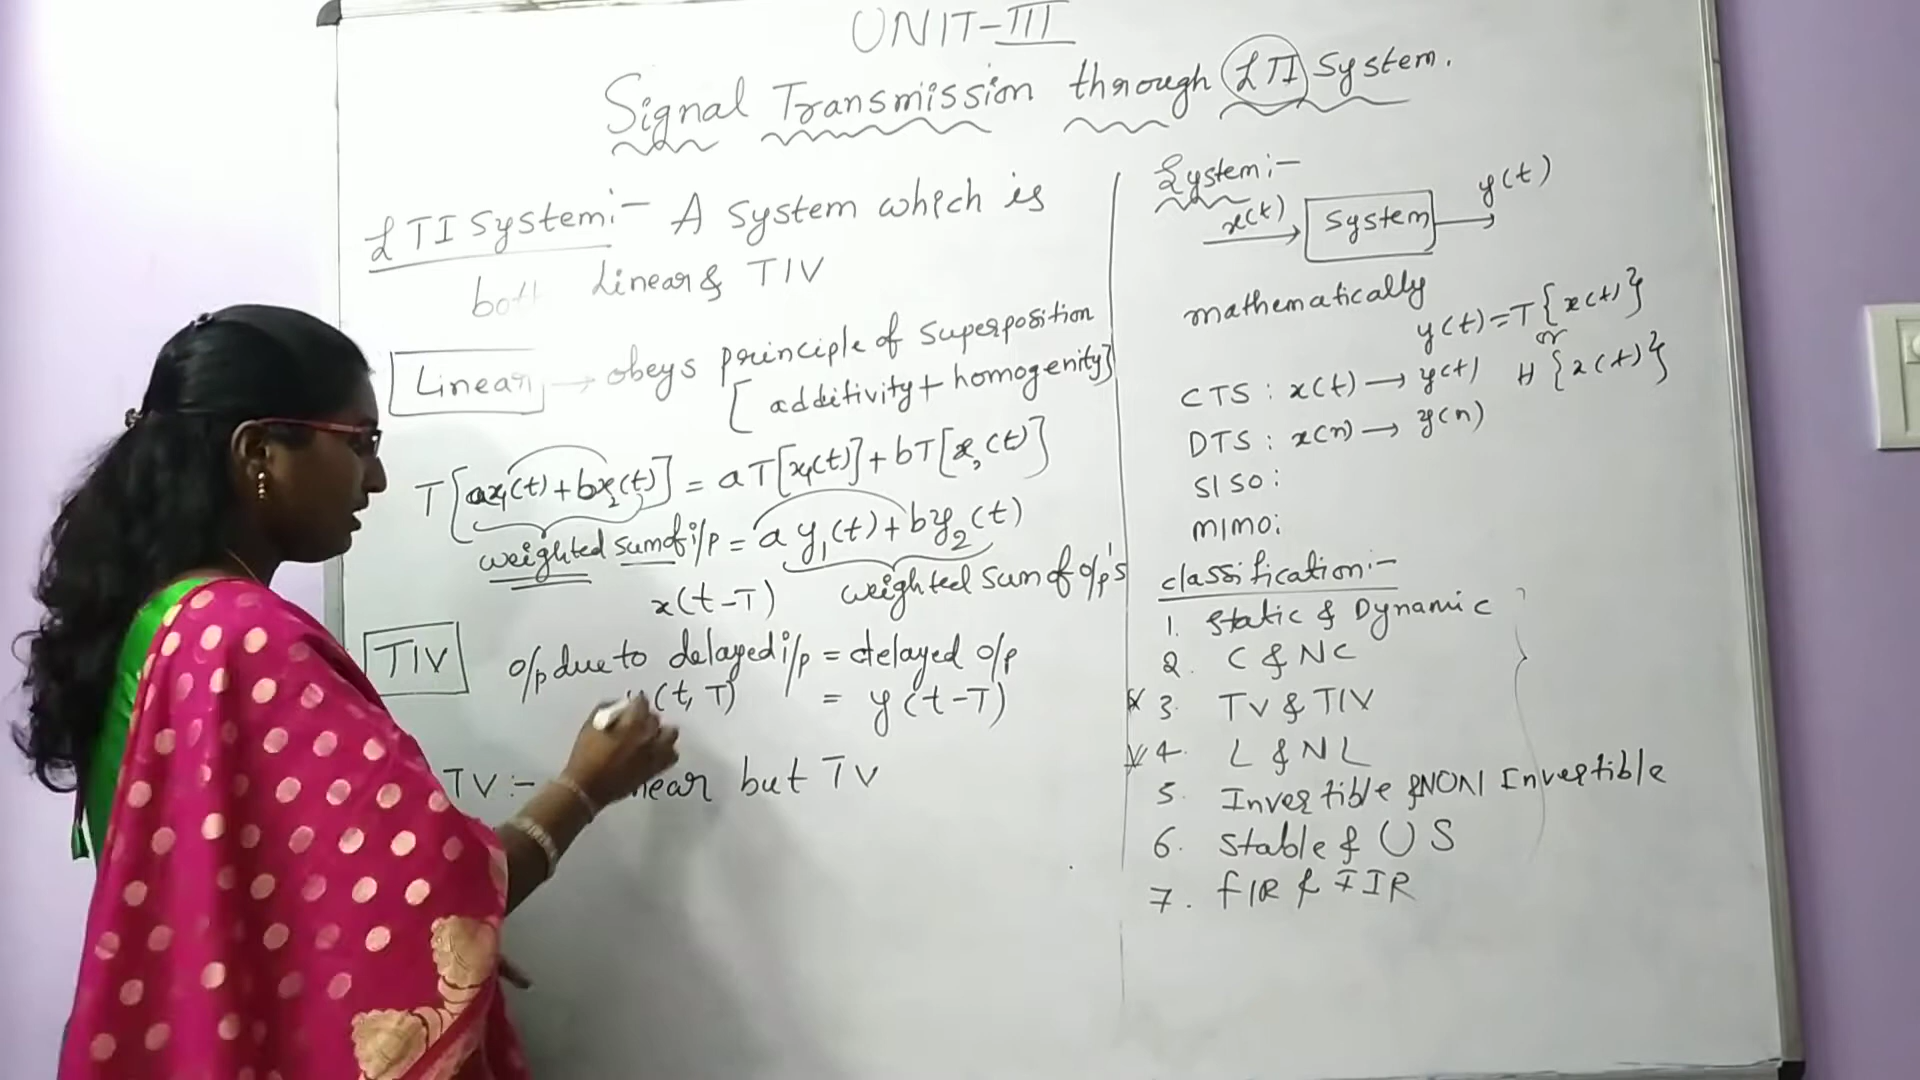 UNIT-III
Signal Transmission through LTI System.
LTI System:- A System which is
both Linear & TIV
Linear → obeys principle of Superposition
[additivity + homogenity]
T[ax₁(t)+bx₂(t)] = aT[x₁(t)]+bT[x₂(t)]
weighted sum of i/p = a y₁(t)+by₂(t)
x(t-T) weighted sum of o/p's
TIV o/p due to delayed i/p = delayed o/p
y(t,T) = y(t-T)
TV:- but TV
System:-
x(t) → System → y(t)
mathematically
y(t)=T{x(t)}
or
H{x(t)}
CTS : x(t) → y(t)
DTS : x(n) → y(n)
SISO:
MIMO:
classification:-
1. Static & Dynamic
2. C & NC
3. TV & TIV
4. L & NL
5. Invertible & NON Invertible
6. Stable & US
7. FIR & IIR